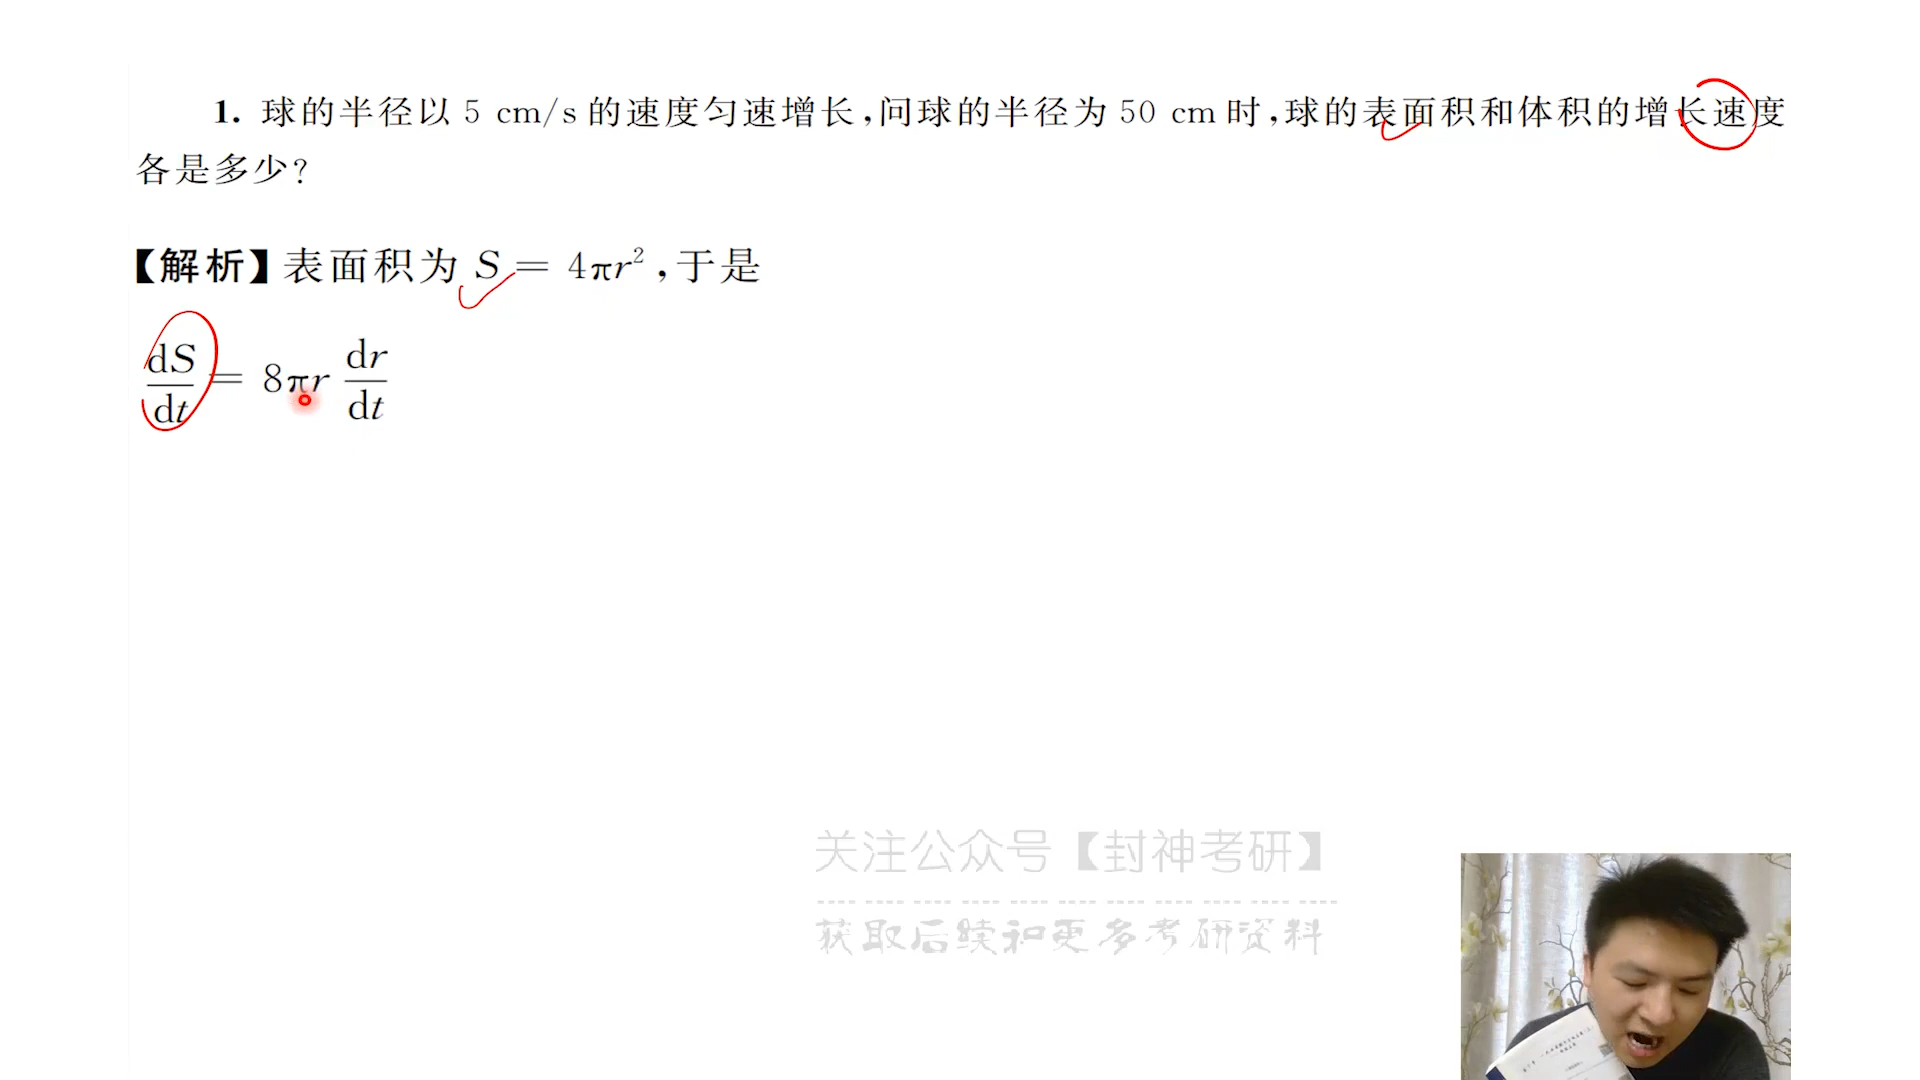 1. 球的半径以 5 cm/s 的速度匀速增长,问球的半径为 50 cm 时,球的表面积和体积的增长速度
各是多少?
【解析】表面积为 S = 4πr²,于是
dS/dt = 8πr dr/dt
关注公众号【封神考研】
获取后续和更多考研资料